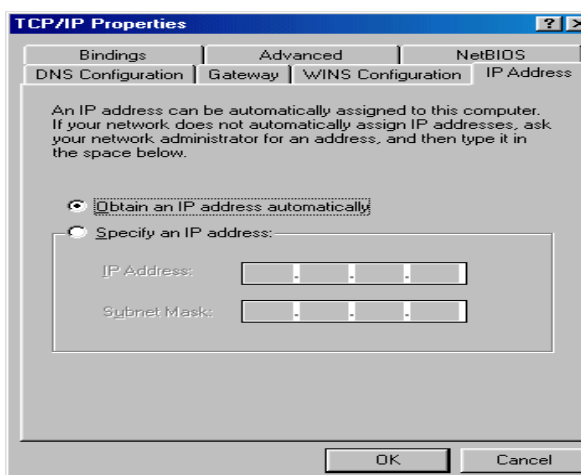 TCP/IP Properties
Bindings Advanced NetBIOS
DNS Configuration Gateway WINS Configuration IP Address
An IP address can be automatically assigned to this computer.
If your network does not automatically assign IP addresses, ask
your network administrator for an address, and then type it in
the space below.
Obtain an IP address automatically
Specify an IP address:
IP Address:
Subnet Mask:
OK Cancel